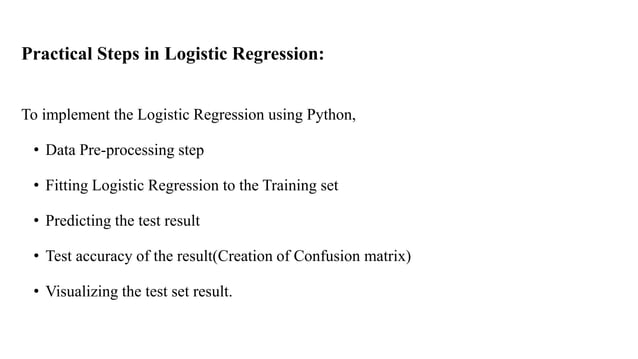 Practical Steps in Logistic Regression:
To implement the Logistic Regression using Python,
• Data Pre-processing step
• Fitting Logistic Regression to the Training set
• Predicting the test result
• Test accuracy of the result(Creation of Confusion matrix)
• Visualizing the test set result.